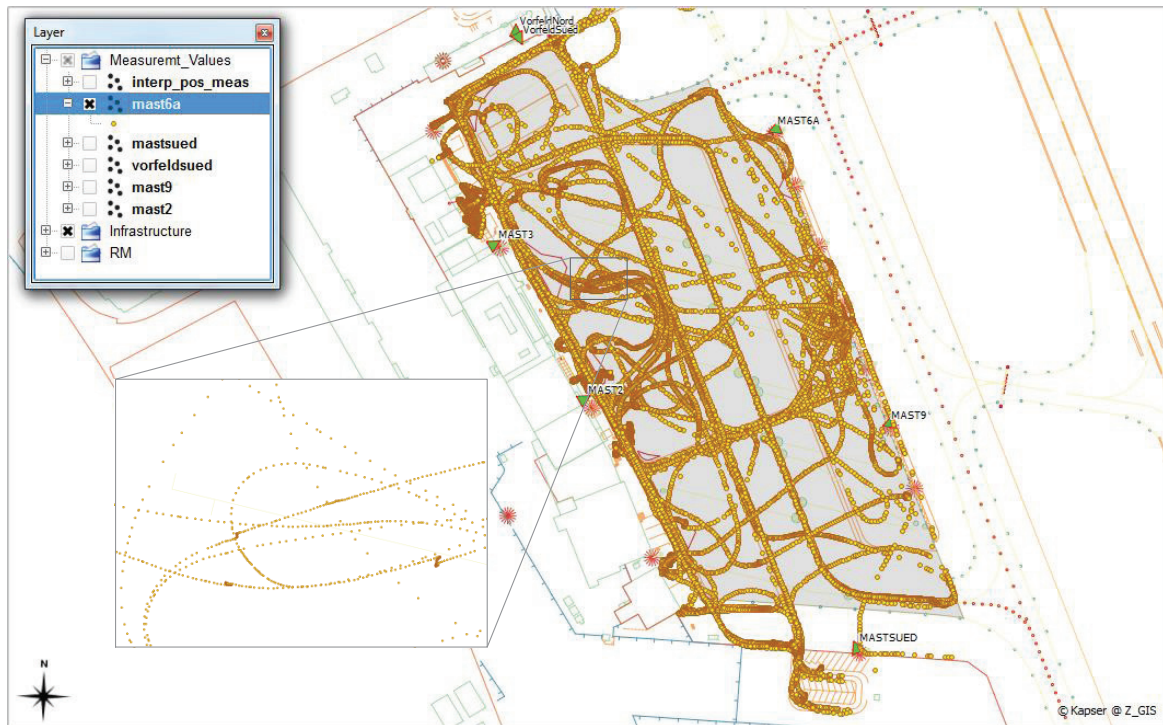 Layer
Measuremt_Values
interp_pos_meas
mast6a
mastsued
vorfeldsued
mast9
mast2
Infrastructure
RM
VorfeldNord
VorfeldSued
MAST6A
MAST3
MAST2
MAST9
MASTSUED
N
© Kapser @ Z_GIS